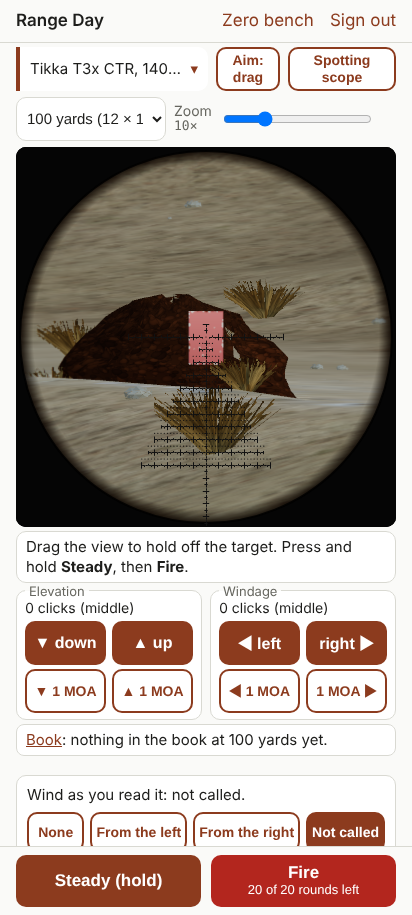 Range Day
Zero bench
Sign out
Tikka T3x CTR, 140... ▼
Aim: drag
Spotting scope
100 yards (12 × 1
Zoom
10×
Drag the view to hold off the target. Press and
hold Steady, then Fire.
Elevation
0 clicks (middle)
▼ down
▲ up
▼ 1 MOA
▲ 1 MOA
Windage
0 clicks (middle)
◀ left
right ▶
◀ 1 MOA
1 MOA ▶
Book: nothing in the book at 100 yards yet.
Wind as you read it: not called.
None
From the left
From the right
Not called
Steady (hold)
Fire
20 of 20 rounds left